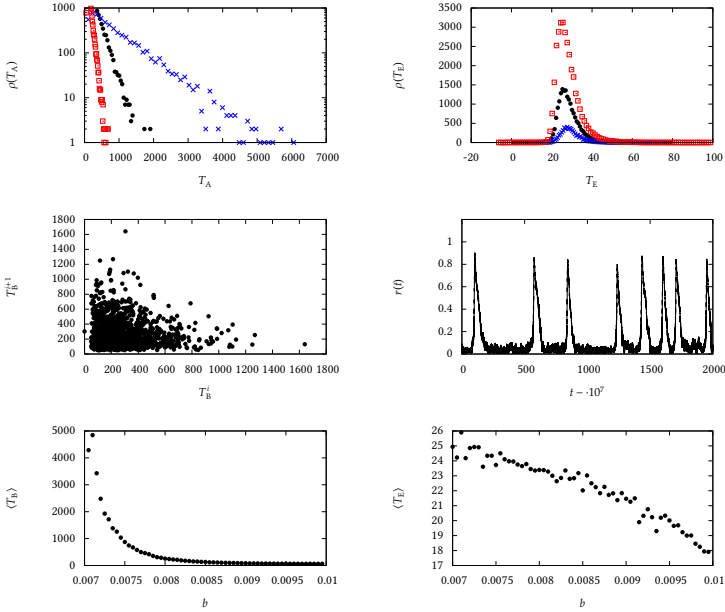 1000
100
10
1
0 1000 2000 3000 4000 5000 6000 7000
ρ(T_A)
T_A
3500
3000
2500
2000
1500
1000
500
0
-20 0 20 40 60 80 100
ρ(T_E)
T_E
1800
1600
1400
1200
1000
800
600
400
200
0
0 200 400 600 800 1000 1200 1400 1600 1800
T_B^{i+1}
T_B^i
1
0.8
0.6
0.4
0.2
0
0 500 1000 1500 2000
r(t)
t − ·10^7
5000
4000
3000
2000
1000
0
0.007 0.0075 0.008 0.0085 0.009 0.0095 0.01
⟨T_B⟩
b
26
25
24
23
22
21
20
19
18
17
0.007 0.0075 0.008 0.0085 0.009 0.0095 0.01
⟨T_E⟩
b